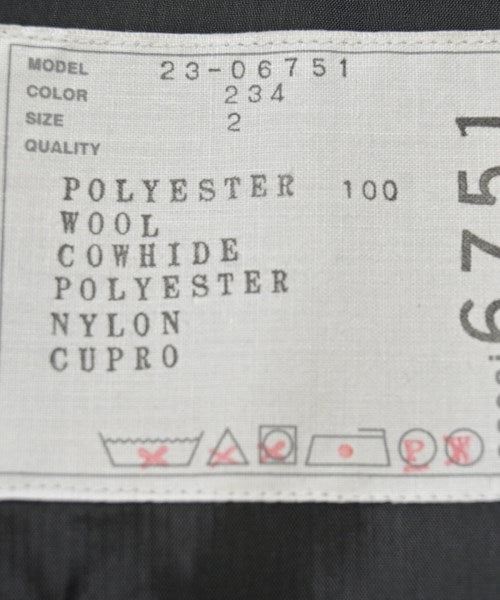 MODEL 23-06751
COLOR 234
SIZE 2
QUALITY
POLYESTER 100
WOOL
COWHIDE
POLYESTER
NYLON
CUPRO
P W
6751